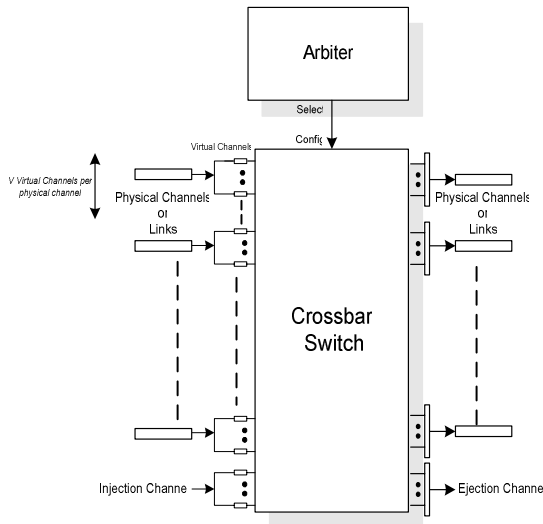 Arbiter
Select
Config
Virtual Channels
V Virtual Channels per
physical channel
Physical Channels
or
Links
Physical Channels
or
Links
Crossbar
Switch
Injection Channe
Ejection Channe